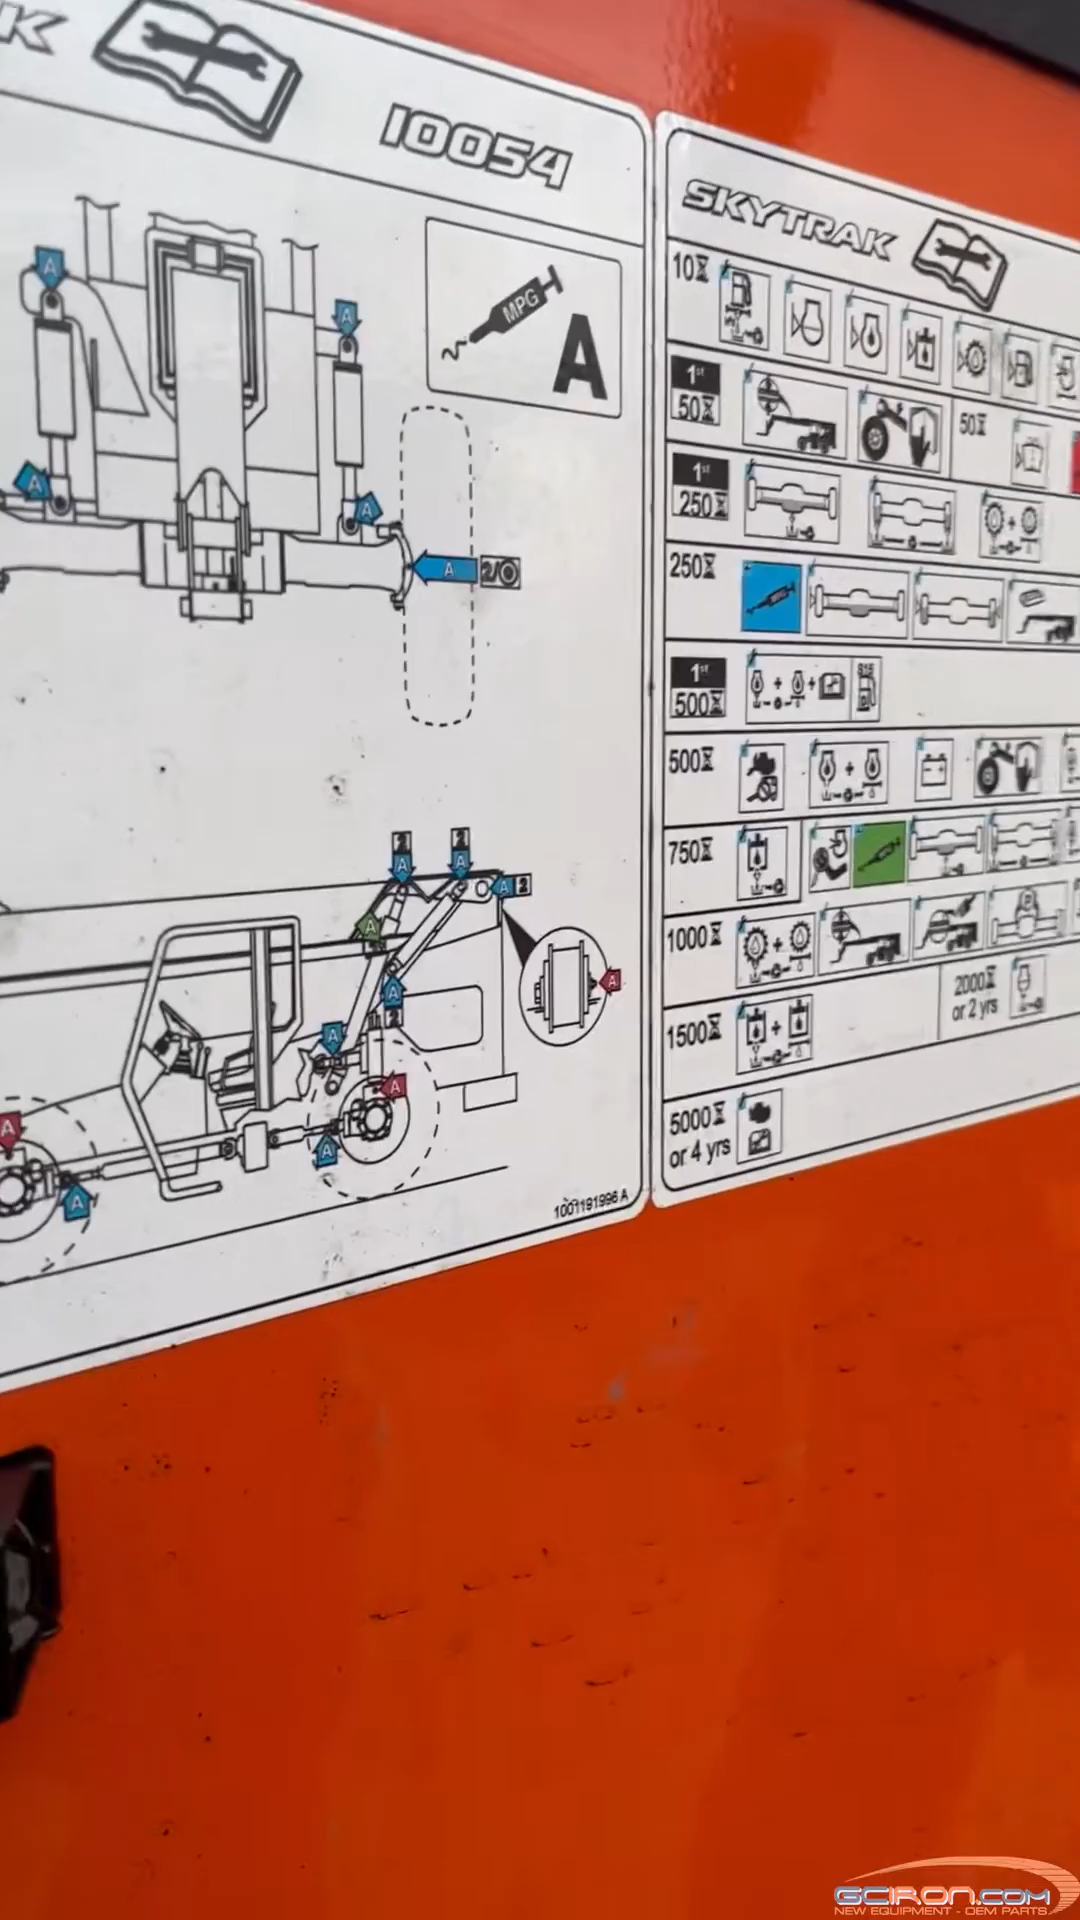 10054
MPG
A
A
A
A
A
A 2/
2
A
2
A
A 2
A
A
A
2
A
A
A
A
A
1001191996 A
SKYTRAK
10
1st
50
50
1st
250
250
1st
500
500
750
1000
2000
or 2 yrs
1500
5000
or 4 yrs
GCIRON.COM
NEW EQUIPMENT - OEM PARTS